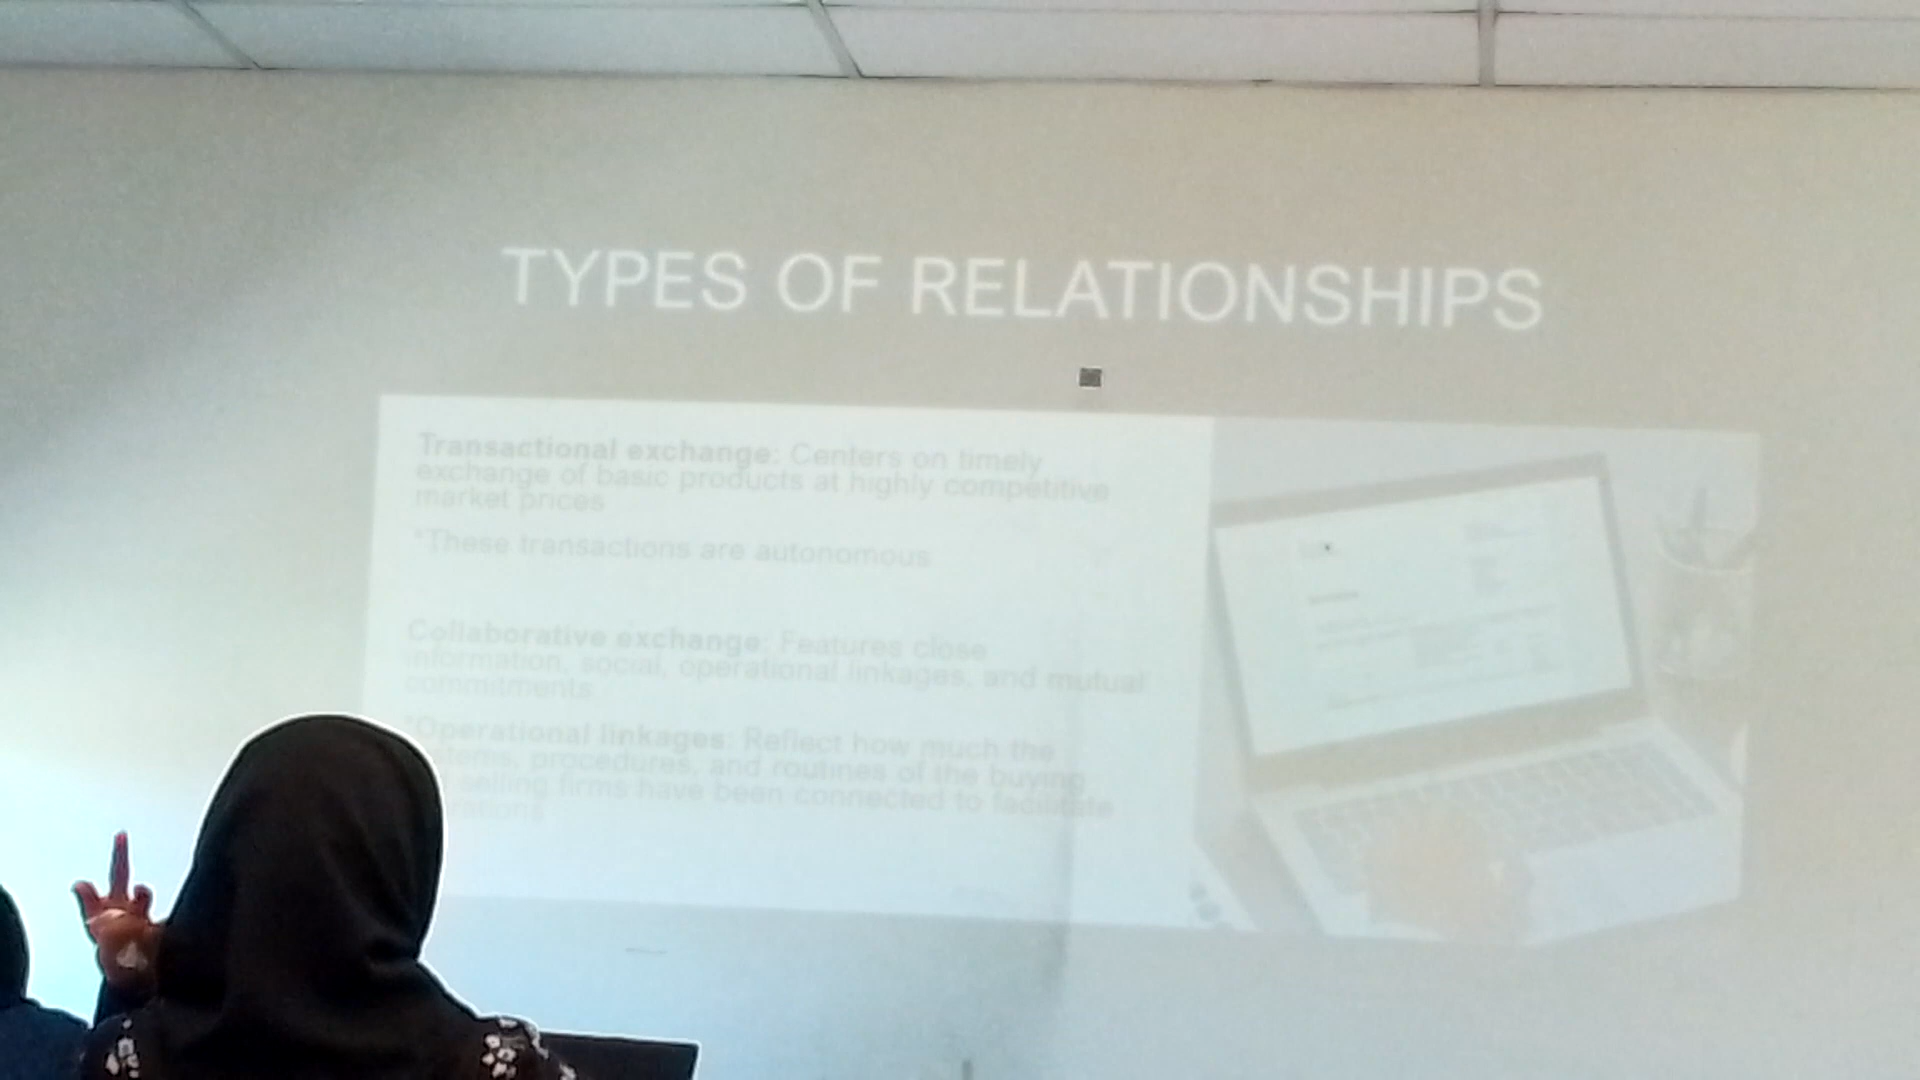 TYPES OF RELATIONSHIPS
Transactional exchange: Centers on timely
exchange of basic products at highly competitive
market prices
*These transactions are autonomous
Collaborative exchange: Features close
information, social, operational linkages, and mutual
commitments
*Operational linkages: Reflect how much the
procedures, and routines of the buying
selling firms have been connected to facilitate